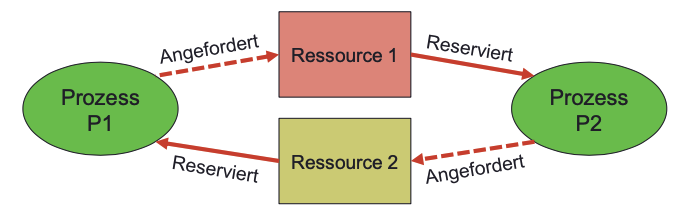 Angefordert
Ressource 1
Reserviert
Prozess
P1
Prozess
P2
Reserviert
Ressource 2
Angefordert